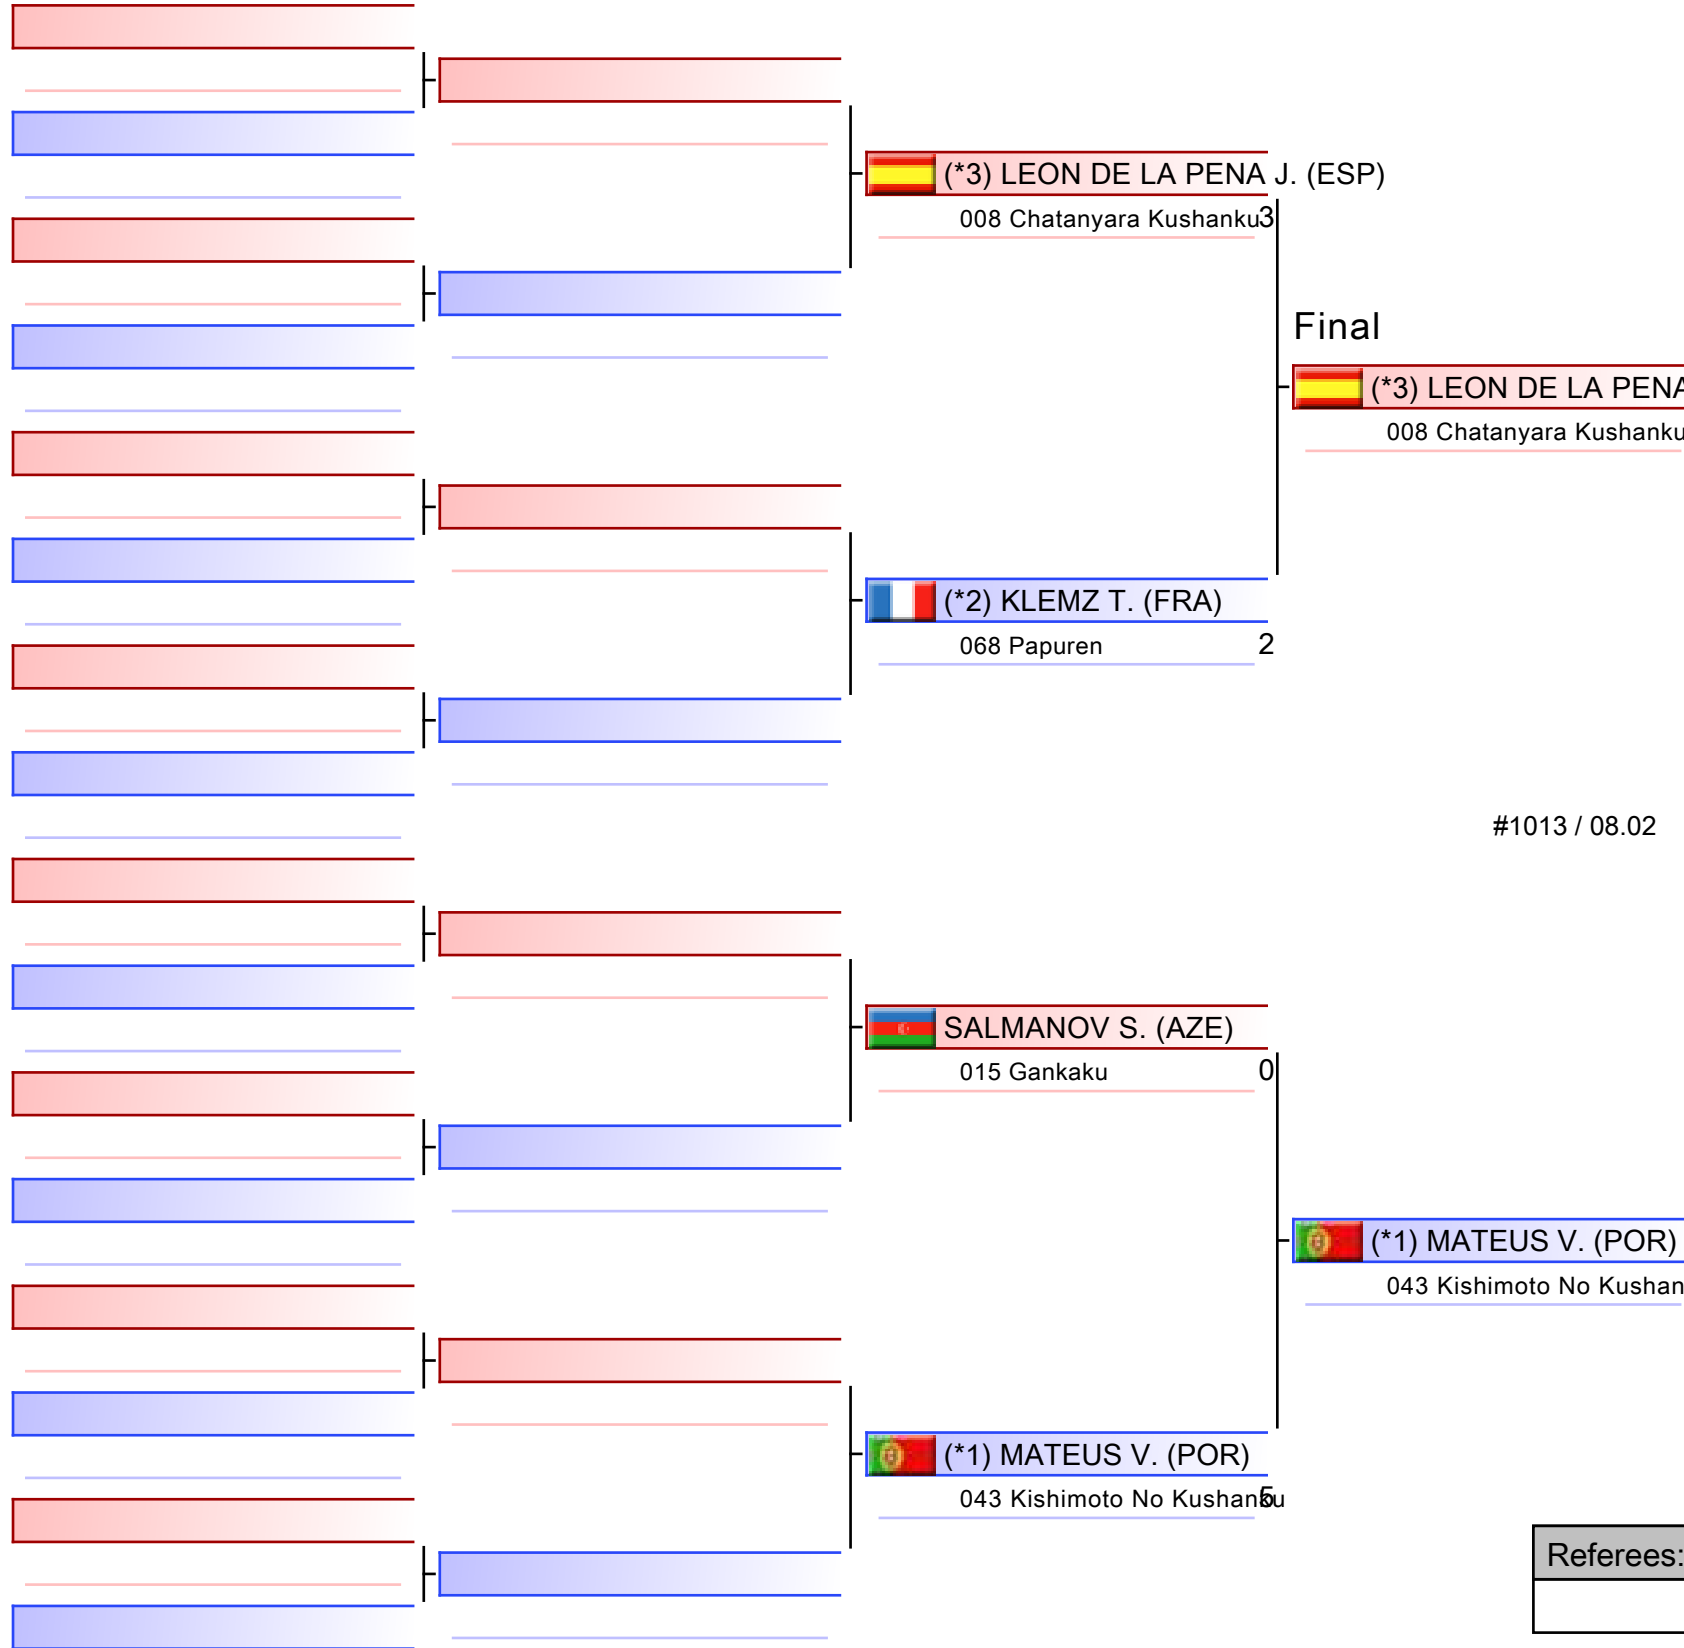 (*3) LEON DE LA PENA J. (ESP)
008 Chatanyara Kushanku 3
Final
(*3) LEON DE LA PENA
008 Chatanyara Kushanku
(*2) KLEMZ T. (FRA)
068 Papuren 2
#1013 / 08.02
SALMANOV S. (AZE)
015 Gankaku 0
(*1) MATEUS V. (POR)
043 Kishimoto No Kushan
(*1) MATEUS V. (POR)
043 Kishimoto No Kushanku 5
Referees: